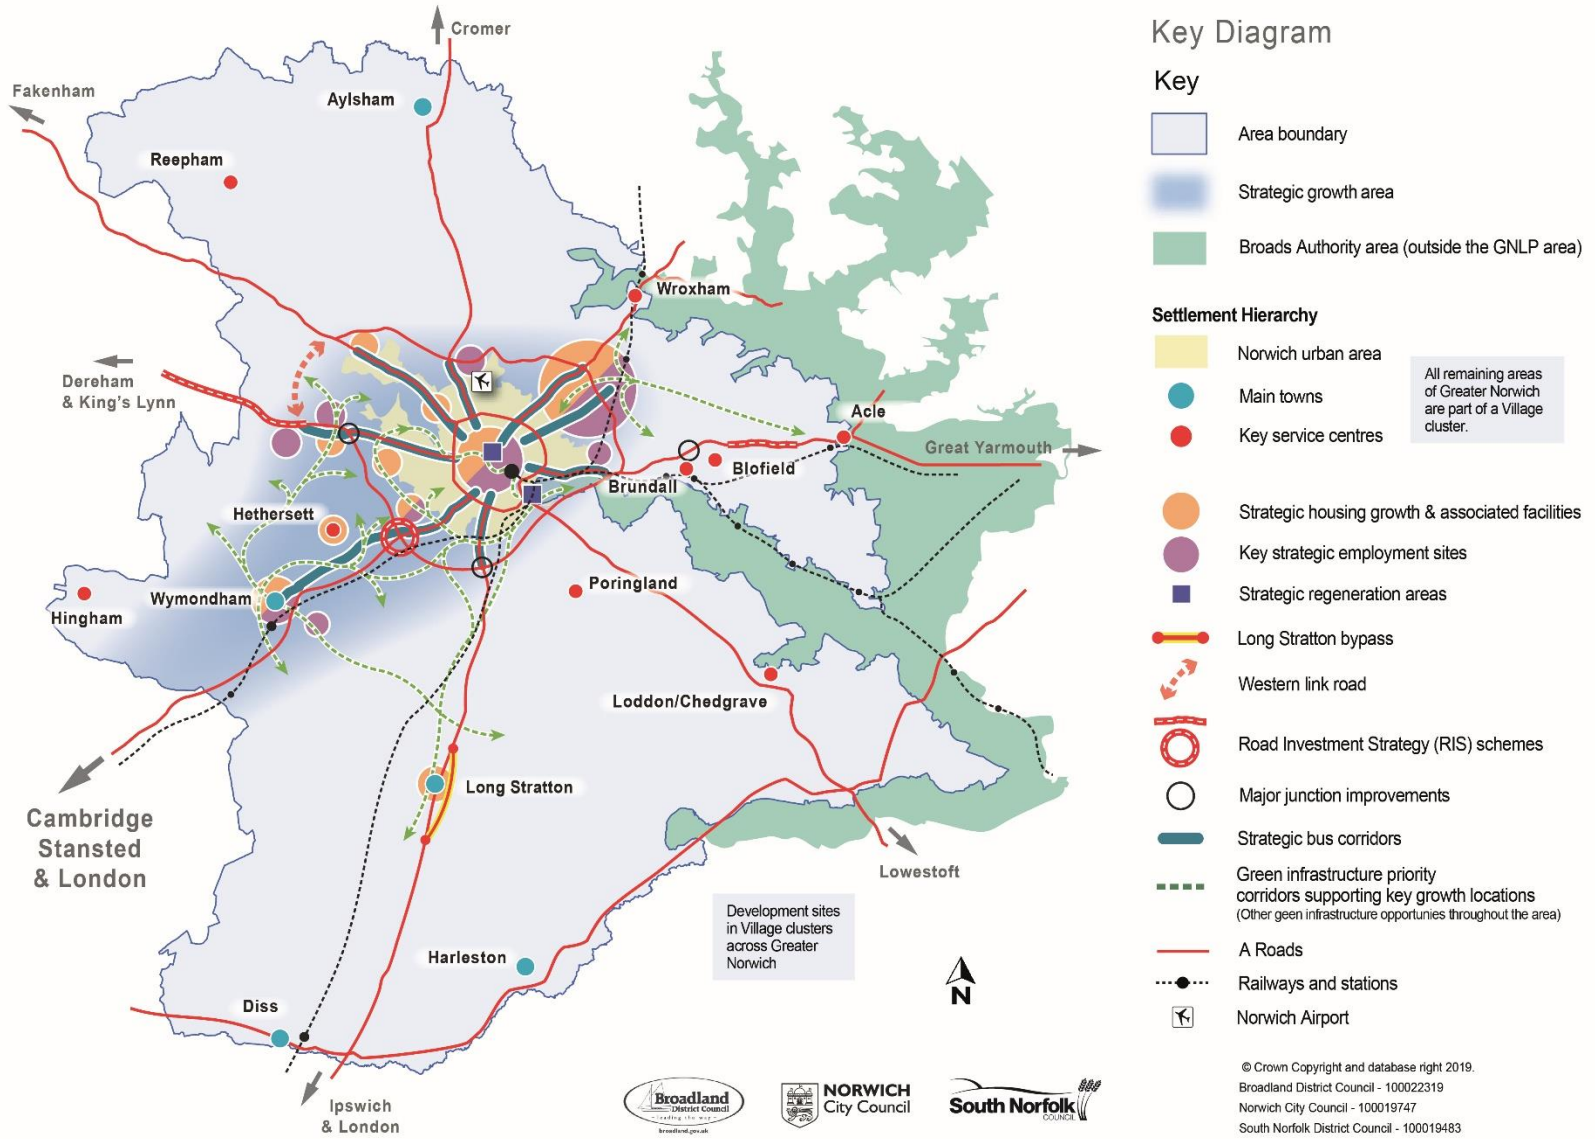 Cromer
Fakenham
Aylsham
Reepham
Wroxham
Dereham
& King's Lynn
Acle
Great Yarmouth
Blofield
Brundall
Hethersett
Poringland
Wymondham
Hingham
Loddon/Chedgrave
Long Stratton
Cambridge
Stansted
& London
Lowestoft
Harleston
Diss
Ipswich
& London
Development sites
in Village clusters
across Greater
Norwich
N
Key Diagram
Key
Area boundary
Strategic growth area
Broads Authority area (outside the GNLP area)
Settlement Hierarchy
Norwich urban area
Main towns
Key service centres
All remaining areas
of Greater Norwich
are part of a Village
cluster.
Strategic housing growth & associated facilities
Key strategic employment sites
Strategic regeneration areas
Long Stratton bypass
Western link road
Road Investment Strategy (RIS) schemes
Major junction improvements
Strategic bus corridors
Green infrastructure priority
corridors supporting key growth locations
(Other geen infrastructure opportunies throughout the area)
A Roads
Railways and stations
Norwich Airport
Broadland
District Council
leading the way
broadland.gov.uk
NORWICH
City Council
South Norfolk
COUNCIL
© Crown Copyright and database right 2019.
Broadland District Council - 100022319
Norwich City Council - 100019747
South Norfolk District Council - 100019483